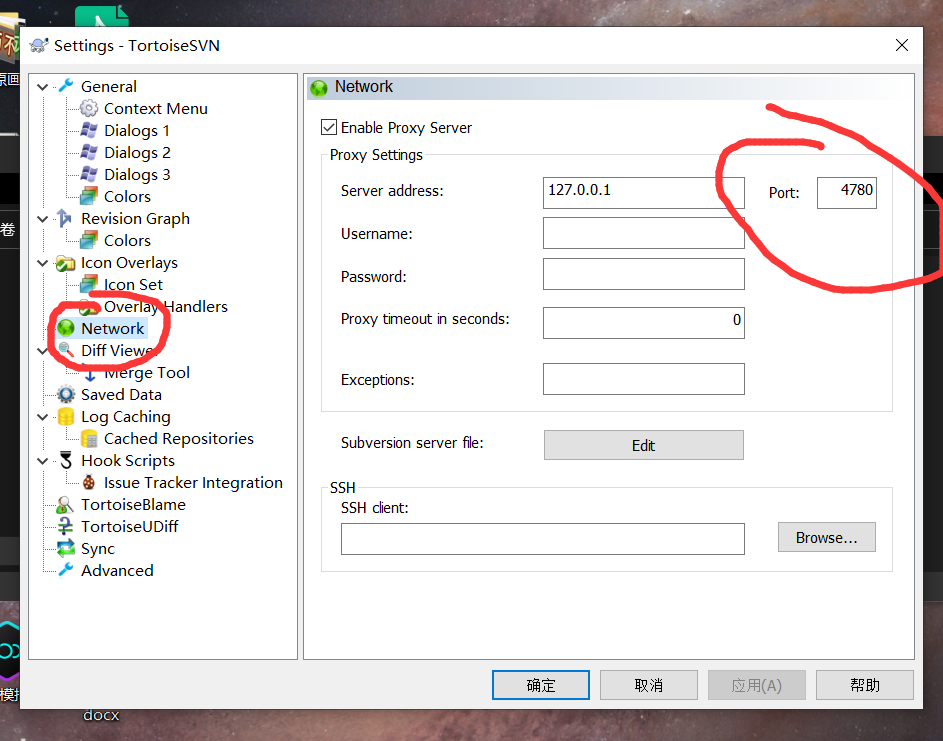 Settings - TortoiseSVN
General
Context Menu
Dialogs 1
Dialogs 2
Dialogs 3
Colors
Revision Graph
Colors
Icon Overlays
Icon Set
Overlay Handlers
Network
Diff Viewer
Merge Tool
Saved Data
Log Caching
Cached Repositories
Hook Scripts
Issue Tracker Integration
TortoiseBlame
TortoiseUDiff
Sync
Advanced
Network
Enable Proxy Server
Proxy Settings
Server address: 127.0.0.1 Port: 4780
Username:
Password:
Proxy timeout in seconds: 0
Exceptions:
Subversion server file: Edit
SSH
SSH client:
Browse...
确定 取消 应用(A) 帮助
原画
卷
docx